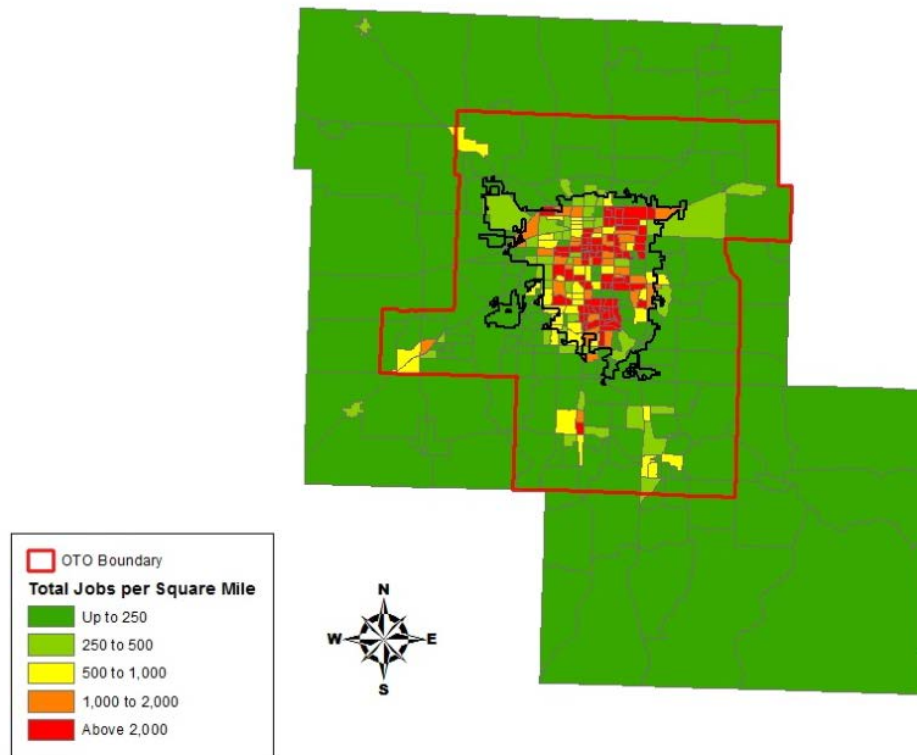 N
W
E
S
OTO Boundary
Total Jobs per Square Mile
Up to 250
250 to 500
500 to 1,000
1,000 to 2,000
Above 2,000